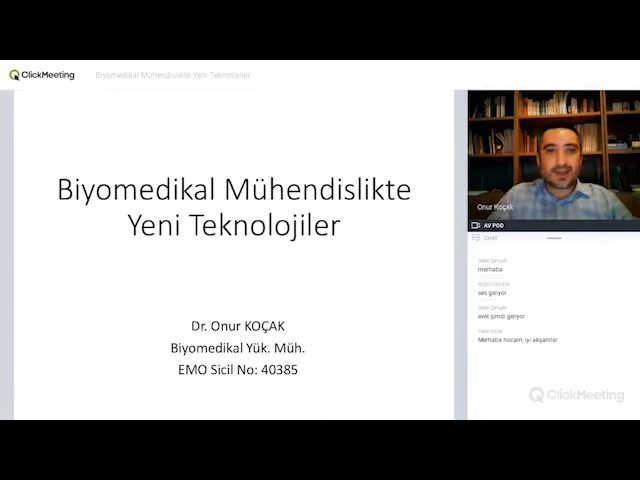 ClickMeeting
Biyomedikal Mühendislikte Yeni Teknolojiler
Biyomedikal Mühendislikte
Yeni Teknolojiler
Dr. Onur KOÇAK
Biyomedikal Yük. Müh.
EMO Sicil No: 40385
Onur Koçak
AV POD
CHAT
merhaba
ses geliyor
evet şimdi geliyor
Merhaba hocam, iyi akşamlar
ClickMeeting